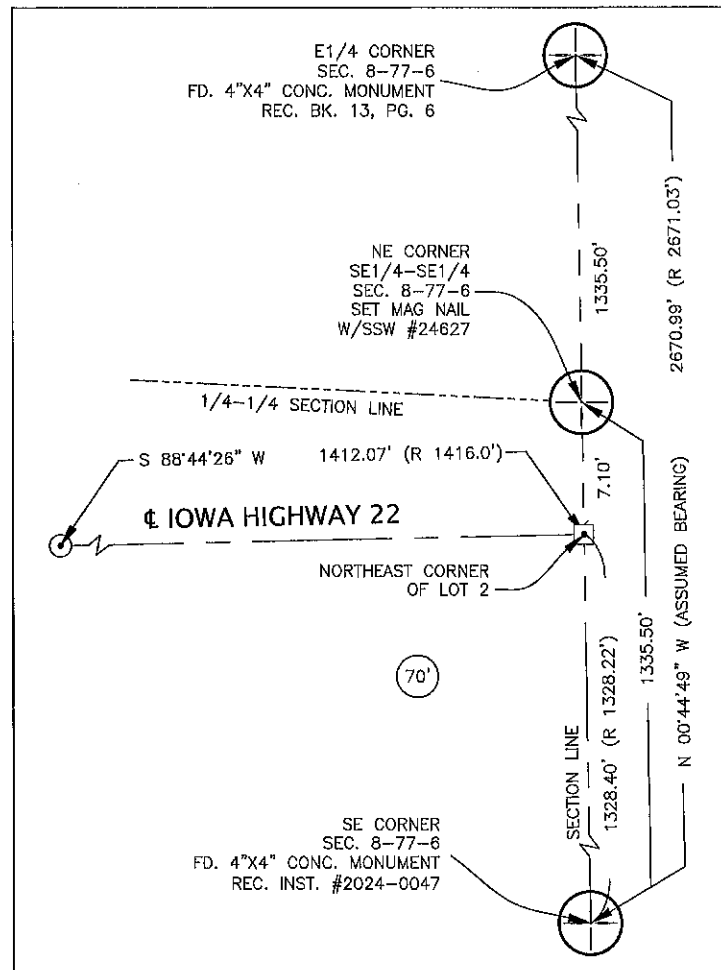 E1/4 CORNER
SEC. 8-77-6
FD. 4"X4" CONC. MONUMENT
REC. BK. 13, PG. 6
2670.99' (R 2671.03')
1335.50'
NE CORNER
SE1/4-SE1/4
SEC. 8-77-6
SET MAG NAIL
W/SSW #24627
1/4-1/4 SECTION LINE
S 88°44'26" W
1412.07' (R 1416.0')
7.10'
℄ IOWA HIGHWAY 22
NORTHEAST CORNER
OF LOT 2
N 00°44'49" W (ASSUMED BEARING)
1335.50'
70'
SECTION LINE
1328.40' (R 1328.22')
SE CORNER
SEC. 8-77-6
FD. 4"X4" CONC. MONUMENT
REC. INST. #2024-0047